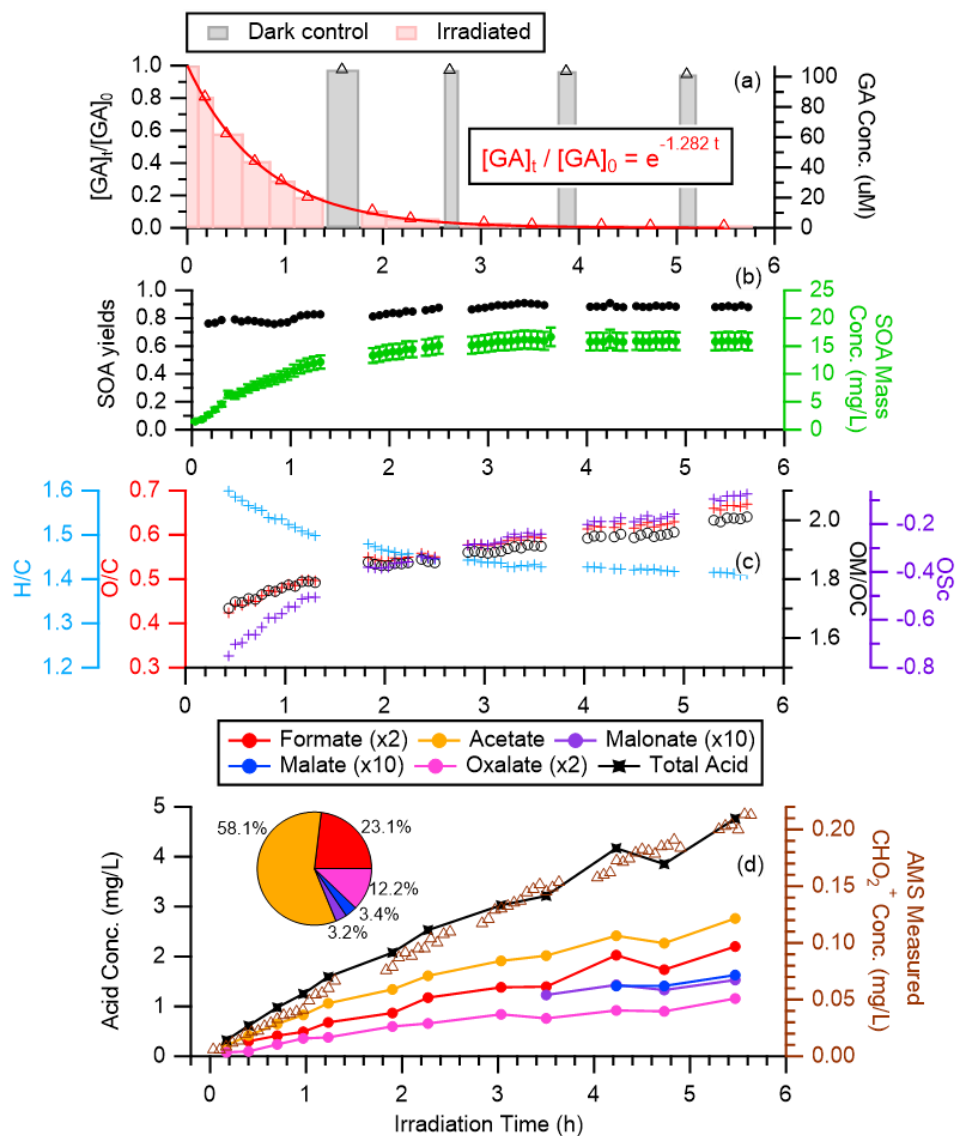 Dark control Irradiated
(a)
[GA]t/[GA]0
1.0
0.8
0.6
0.4
0.2
0.0
[GA]t / [GA]0 = e^-1.282 t
GA Conc. (uM)
100
80
60
40
20
0
0 1 2 3 4 5 6
(b)
SOA yields
1.0
0.8
0.6
0.4
0.2
0.0
SOA Mass
Conc. (mg/L)
25
20
15
10
5
0
0 1 2 3 4 5 6
(c)
H/C
1.6
1.5
1.4
1.3
1.2
O/C
0.7
0.6
0.5
0.4
0.3
OM/OC
2.0
1.8
1.6
OSc
-0.2
-0.4
-0.6
-0.8
0 1 2 3 4 5 6
Formate (x2) Acetate Malonate (x10)
Malate (x10) Oxalate (x2) Total Acid
(d)
Acid Conc. (mg/L)
5
4
3
2
1
0
58.1%
23.1%
12.2%
3.4%
3.2%
AMS Measured
CHO2+ Conc. (mg/L)
0.20
0.15
0.10
0.05
0.00
0 1 2 3 4 5 6
Irradiation Time (h)